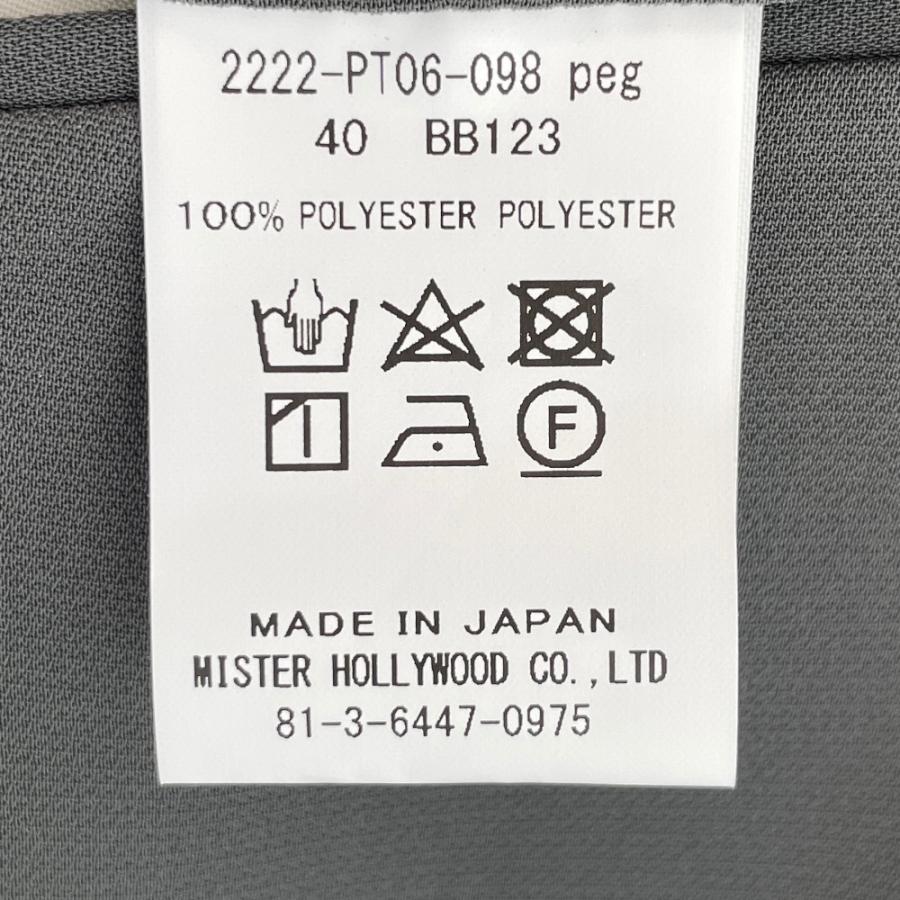 2222-PT06-098 peg
40 BB123
100% POLYESTER POLYESTER
F
MADE IN JAPAN
MISTER HOLLYWOOD CO.,LTD
81-3-6447-0975